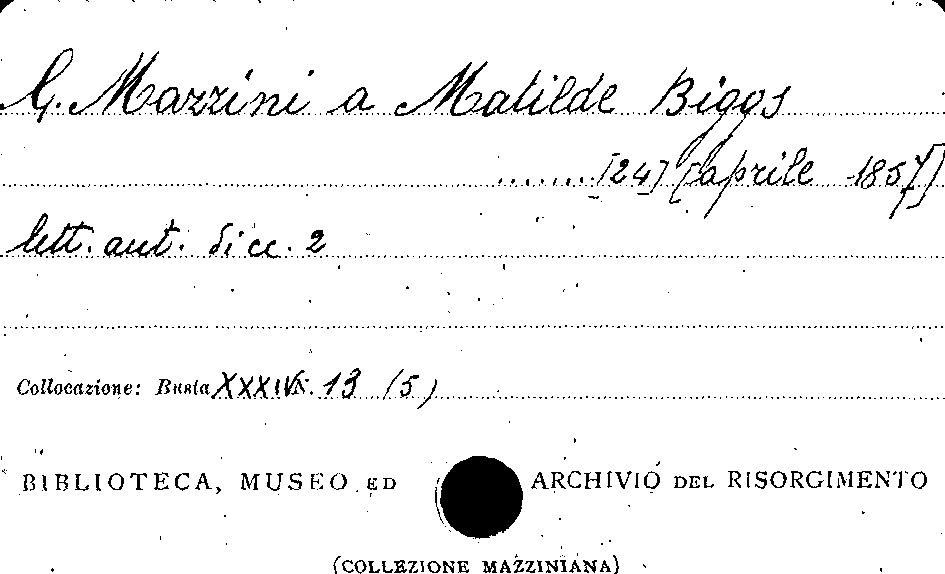 G. Mazzini a Matilde Biggs
........[24] [aprile 1857]
lett. aut. di cc. 2
Collocazione: Busta XXXIV N. 13 (5)
BIBLIOTECA, MUSEO ED ARCHIVIO DEL RISORGIMENTO
(COLLEZIONE MAZZINIANA)